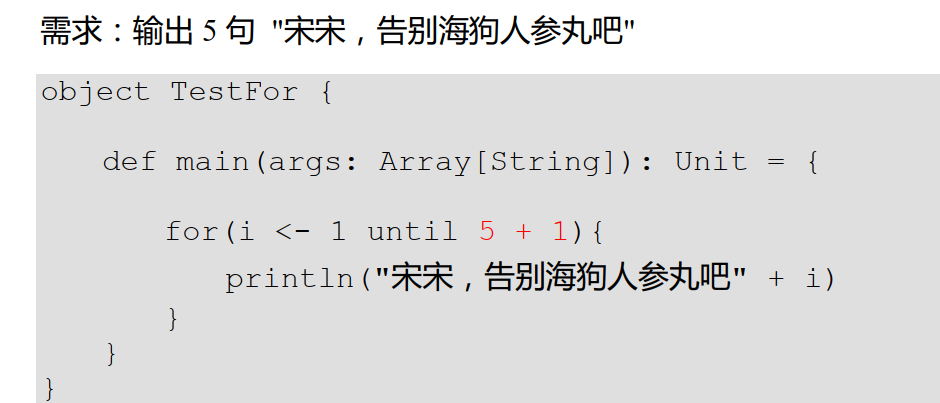 需求：输出 5 句 "宋宋，告别海狗人参丸吧"
object TestFor {
def main(args: Array[String]): Unit = {
for(i <- 1 until 5 + 1){
println("宋宋，告别海狗人参丸吧" + i)
}
}
}